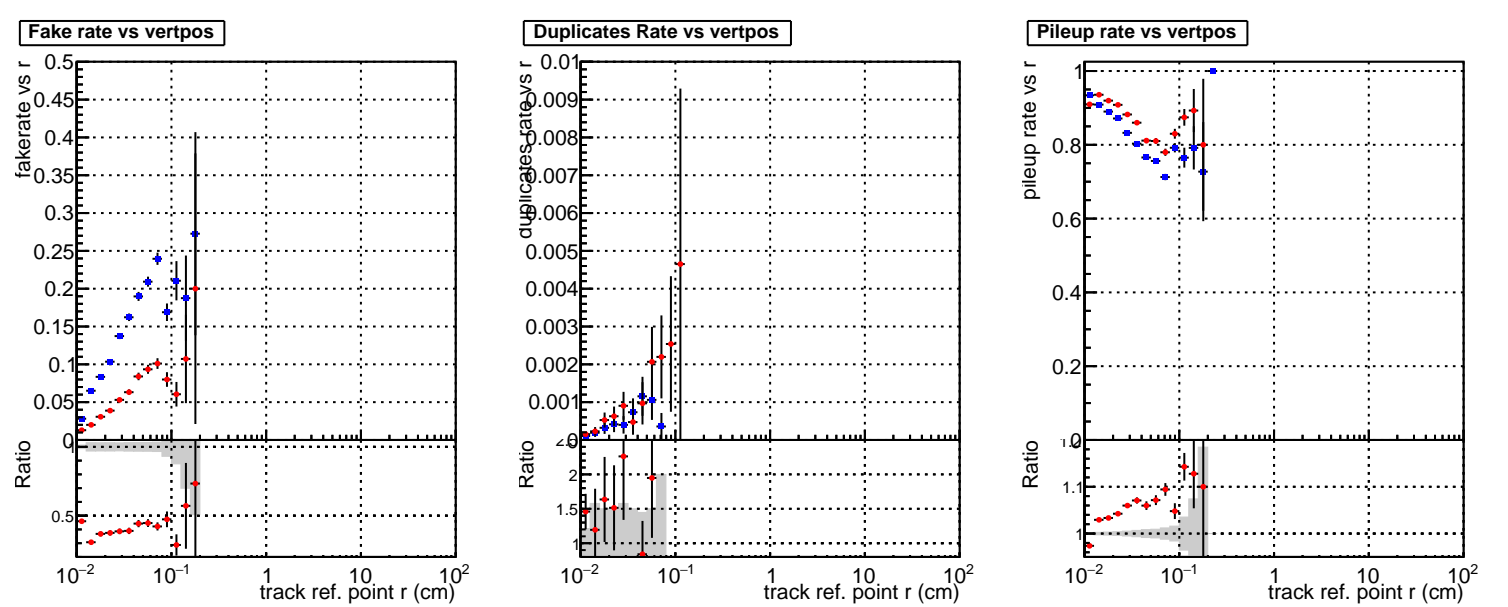 Fake rate vs vertpos
fakerate vs r
0.5
0.45
0.4
0.35
0.3
0.25
0.2
0.15
0.1
0.05
0
Ratio
1
0.5
10⁻² 10⁻¹ 1 10 10²
track ref. point r (cm)
Duplicates Rate vs vertpos
duplicates rate vs r
0.01
0.009
0.008
0.007
0.006
0.005
0.004
0.003
0.002
0.001
0
Ratio
2
1.5
1
10⁻² 10⁻¹ 1 10 10²
track ref. point r (cm)
Pileup rate vs vertpos
pileup rate vs r
1
0.8
0.6
0.4
0.2
0
Ratio
1.1
1
10⁻² 10⁻¹ 1 10 10²
track ref. point r (cm)